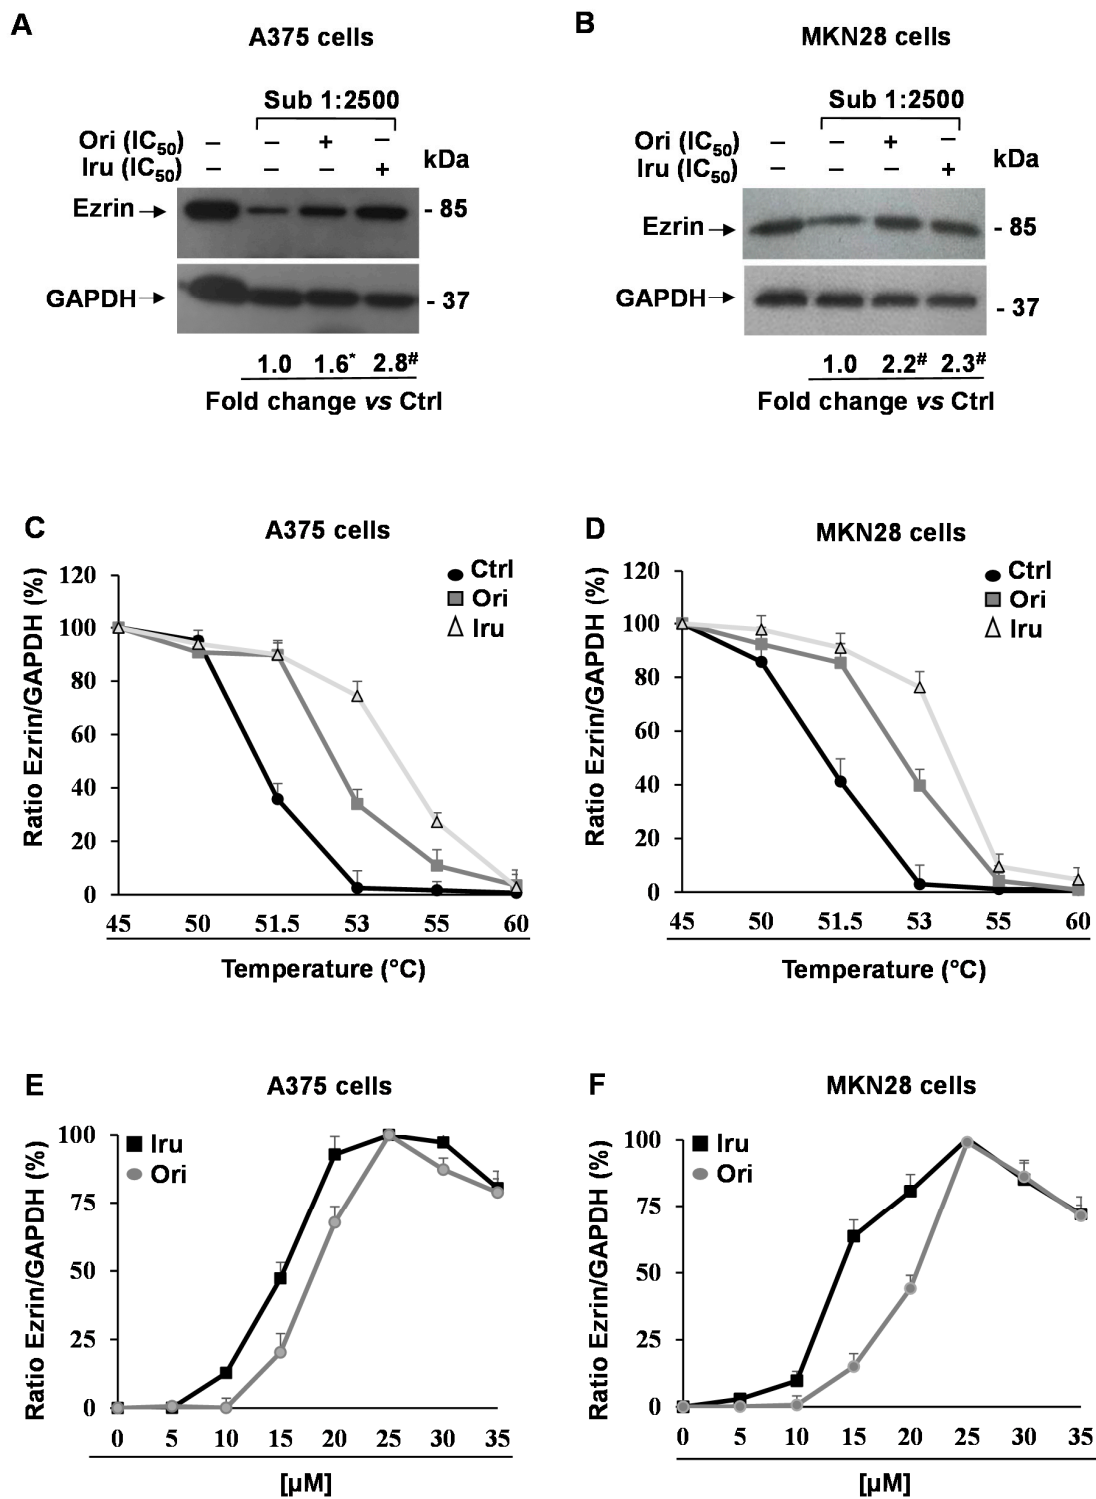 A
A375 cells
Sub 1:2500
Ori (IC50) – – + –
Iru (IC50) – – – +
kDa
Ezrin
- 85
GAPDH
- 37
1.0 1.6* 2.8#
Fold change vs Ctrl
B
MKN28 cells
Sub 1:2500
Ori (IC50) – – + –
Iru (IC50) – – – +
kDa
Ezrin
- 85
GAPDH
- 37
1.0 2.2# 2.3#
Fold change vs Ctrl
C
A375 cells
Ratio Ezrin/GAPDH (%)
120
100
80
60
40
20
0
Ctrl
Ori
Iru
45 50 51.5 53 55 60
Temperature (°C)
D
MKN28 cells
Ratio Ezrin/GAPDH (%)
120
100
80
60
40
20
0
Ctrl
Ori
Iru
45 50 51.5 53 55 60
Temperature (°C)
E
A375 cells
Ratio Ezrin/GAPDH (%)
100
75
50
25
0
Iru
Ori
0 5 10 15 20 25 30 35
[µM]
F
MKN28 cells
Ratio Ezrin/GAPDH (%)
100
75
50
25
0
Iru
Ori
0 5 10 15 20 25 30 35
[µM]